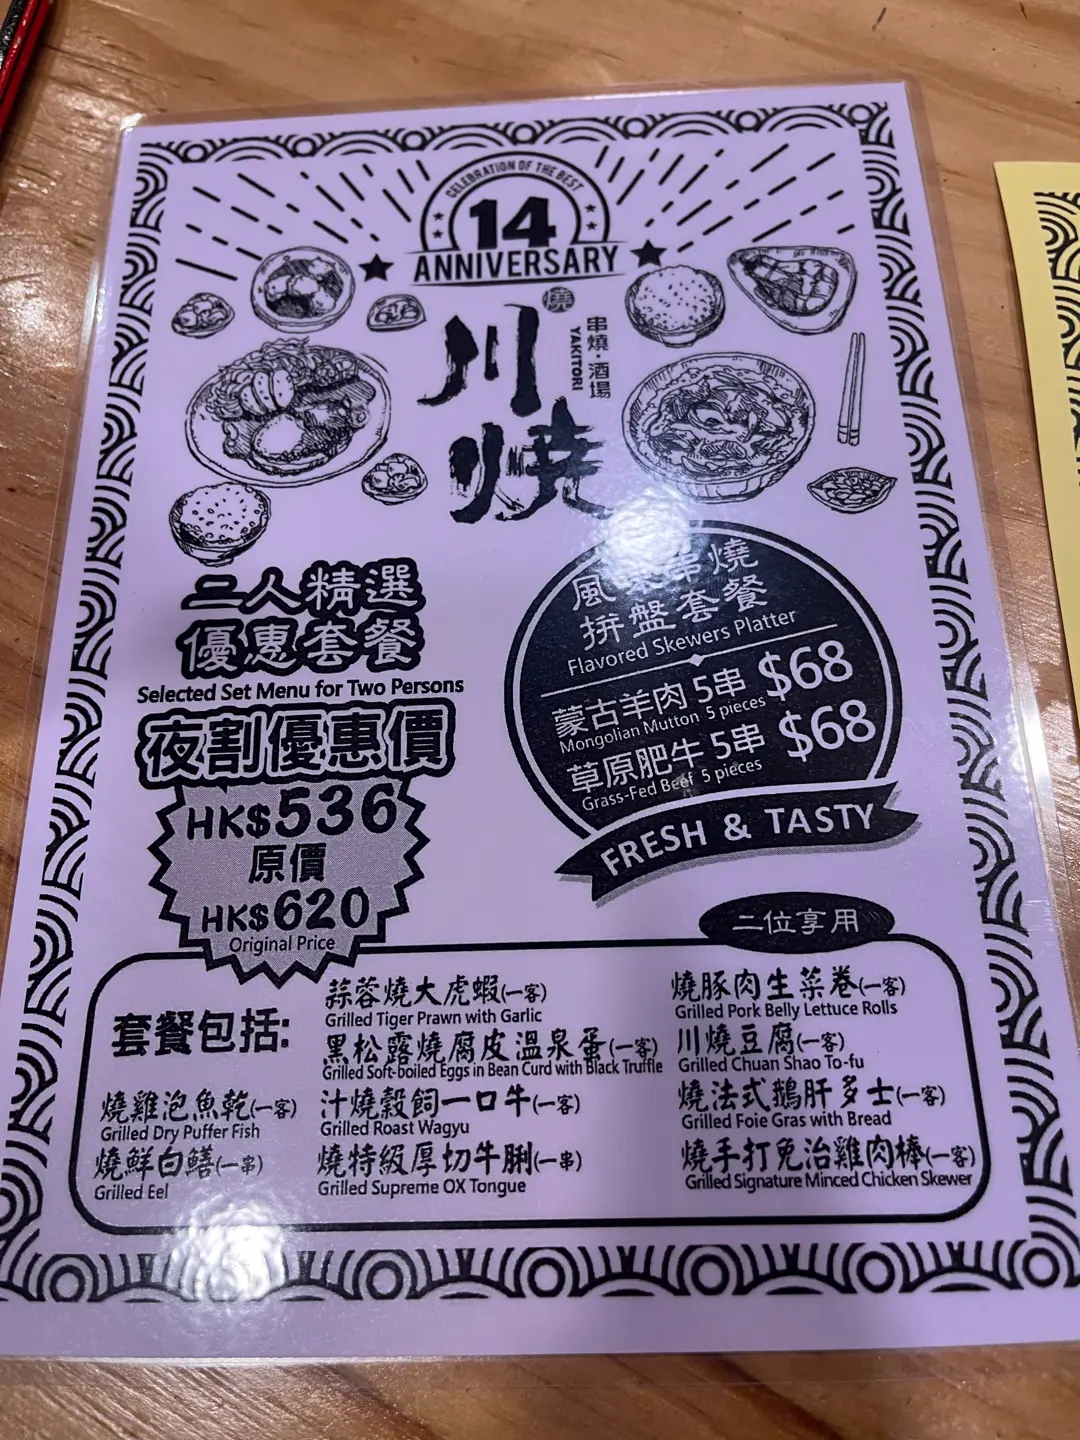 CELEBRATION OF THE BEST
14
ANNIVERSARY
燒
川燒
串燒·酒場
YAKITORI
二人精選
優惠套餐
Selected Set Menu for Two Persons
夜割優惠價
HK$536
原價
HK$620
Original Price
風味串燒
拼盤套餐
Flavored Skewers Platter
蒙古羊肉 5串 $68
Mongolian Mutton 5 pieces
草原肥牛 5串 $68
Grass-Fed Beef 5 pieces
FRESH & TASTY
二位享用
套餐包括:
燒雞泡魚乾(一客)
Grilled Dry Puffer Fish
燒鮮白鱔(一串)
Grilled Eel
蒜蓉燒大虎蝦(一客)
Grilled Tiger Prawn with Garlic
黑松露燒腐皮溫泉蛋(一客)
Grilled Soft-boiled Eggs in Bean Curd with Black Truffle
汁燒穀飼一口牛(一客)
Grilled Roast Wagyu
燒特級厚切牛脷(一串)
Grilled Supreme OX Tongue
燒豚肉生菜卷(一客)
Grilled Pork Belly Lettuce Rolls
川燒豆腐(一客)
Grilled Chuan Shao To-fu
燒法式鵝肝多士(一客)
Grilled Foie Gras with Bread
燒手打免治雞肉棒(一客)
Grilled Signature Minced Chicken Skewer